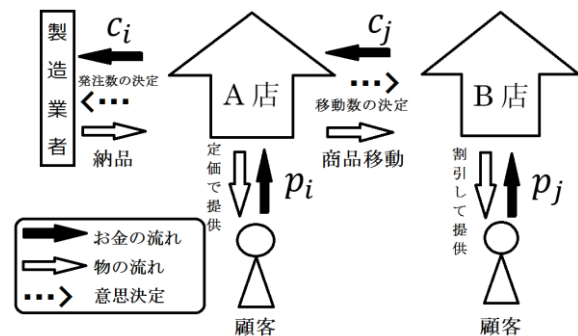 製造業者
c_i
発注数の決定
納品
A店
c_j
移動数の決定
商品移動
B店
定価で提供
p_i
割引して提供
p_j
お金の流れ
物の流れ
意思決定
顧客
顧客